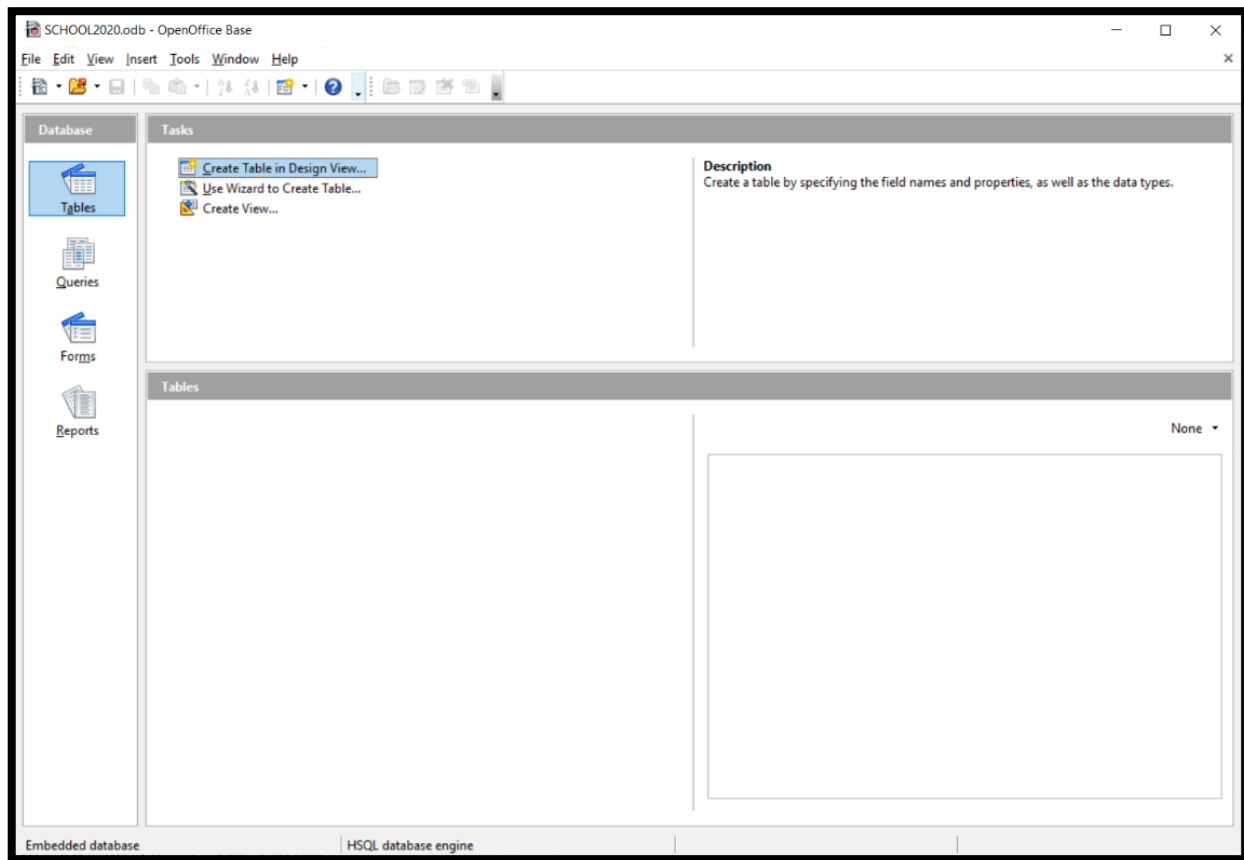 SCHOOL2020.odb - OpenOffice Base
File Edit View Insert Tools Window Help
Database
Tables
Queries
Forms
Reports
Tasks
Create Table in Design View...
Use Wizard to Create Table...
Create View...
Description
Create a table by specifying the field names and properties, as well as the data types.
Tables
None
Embedded database
HSQL database engine